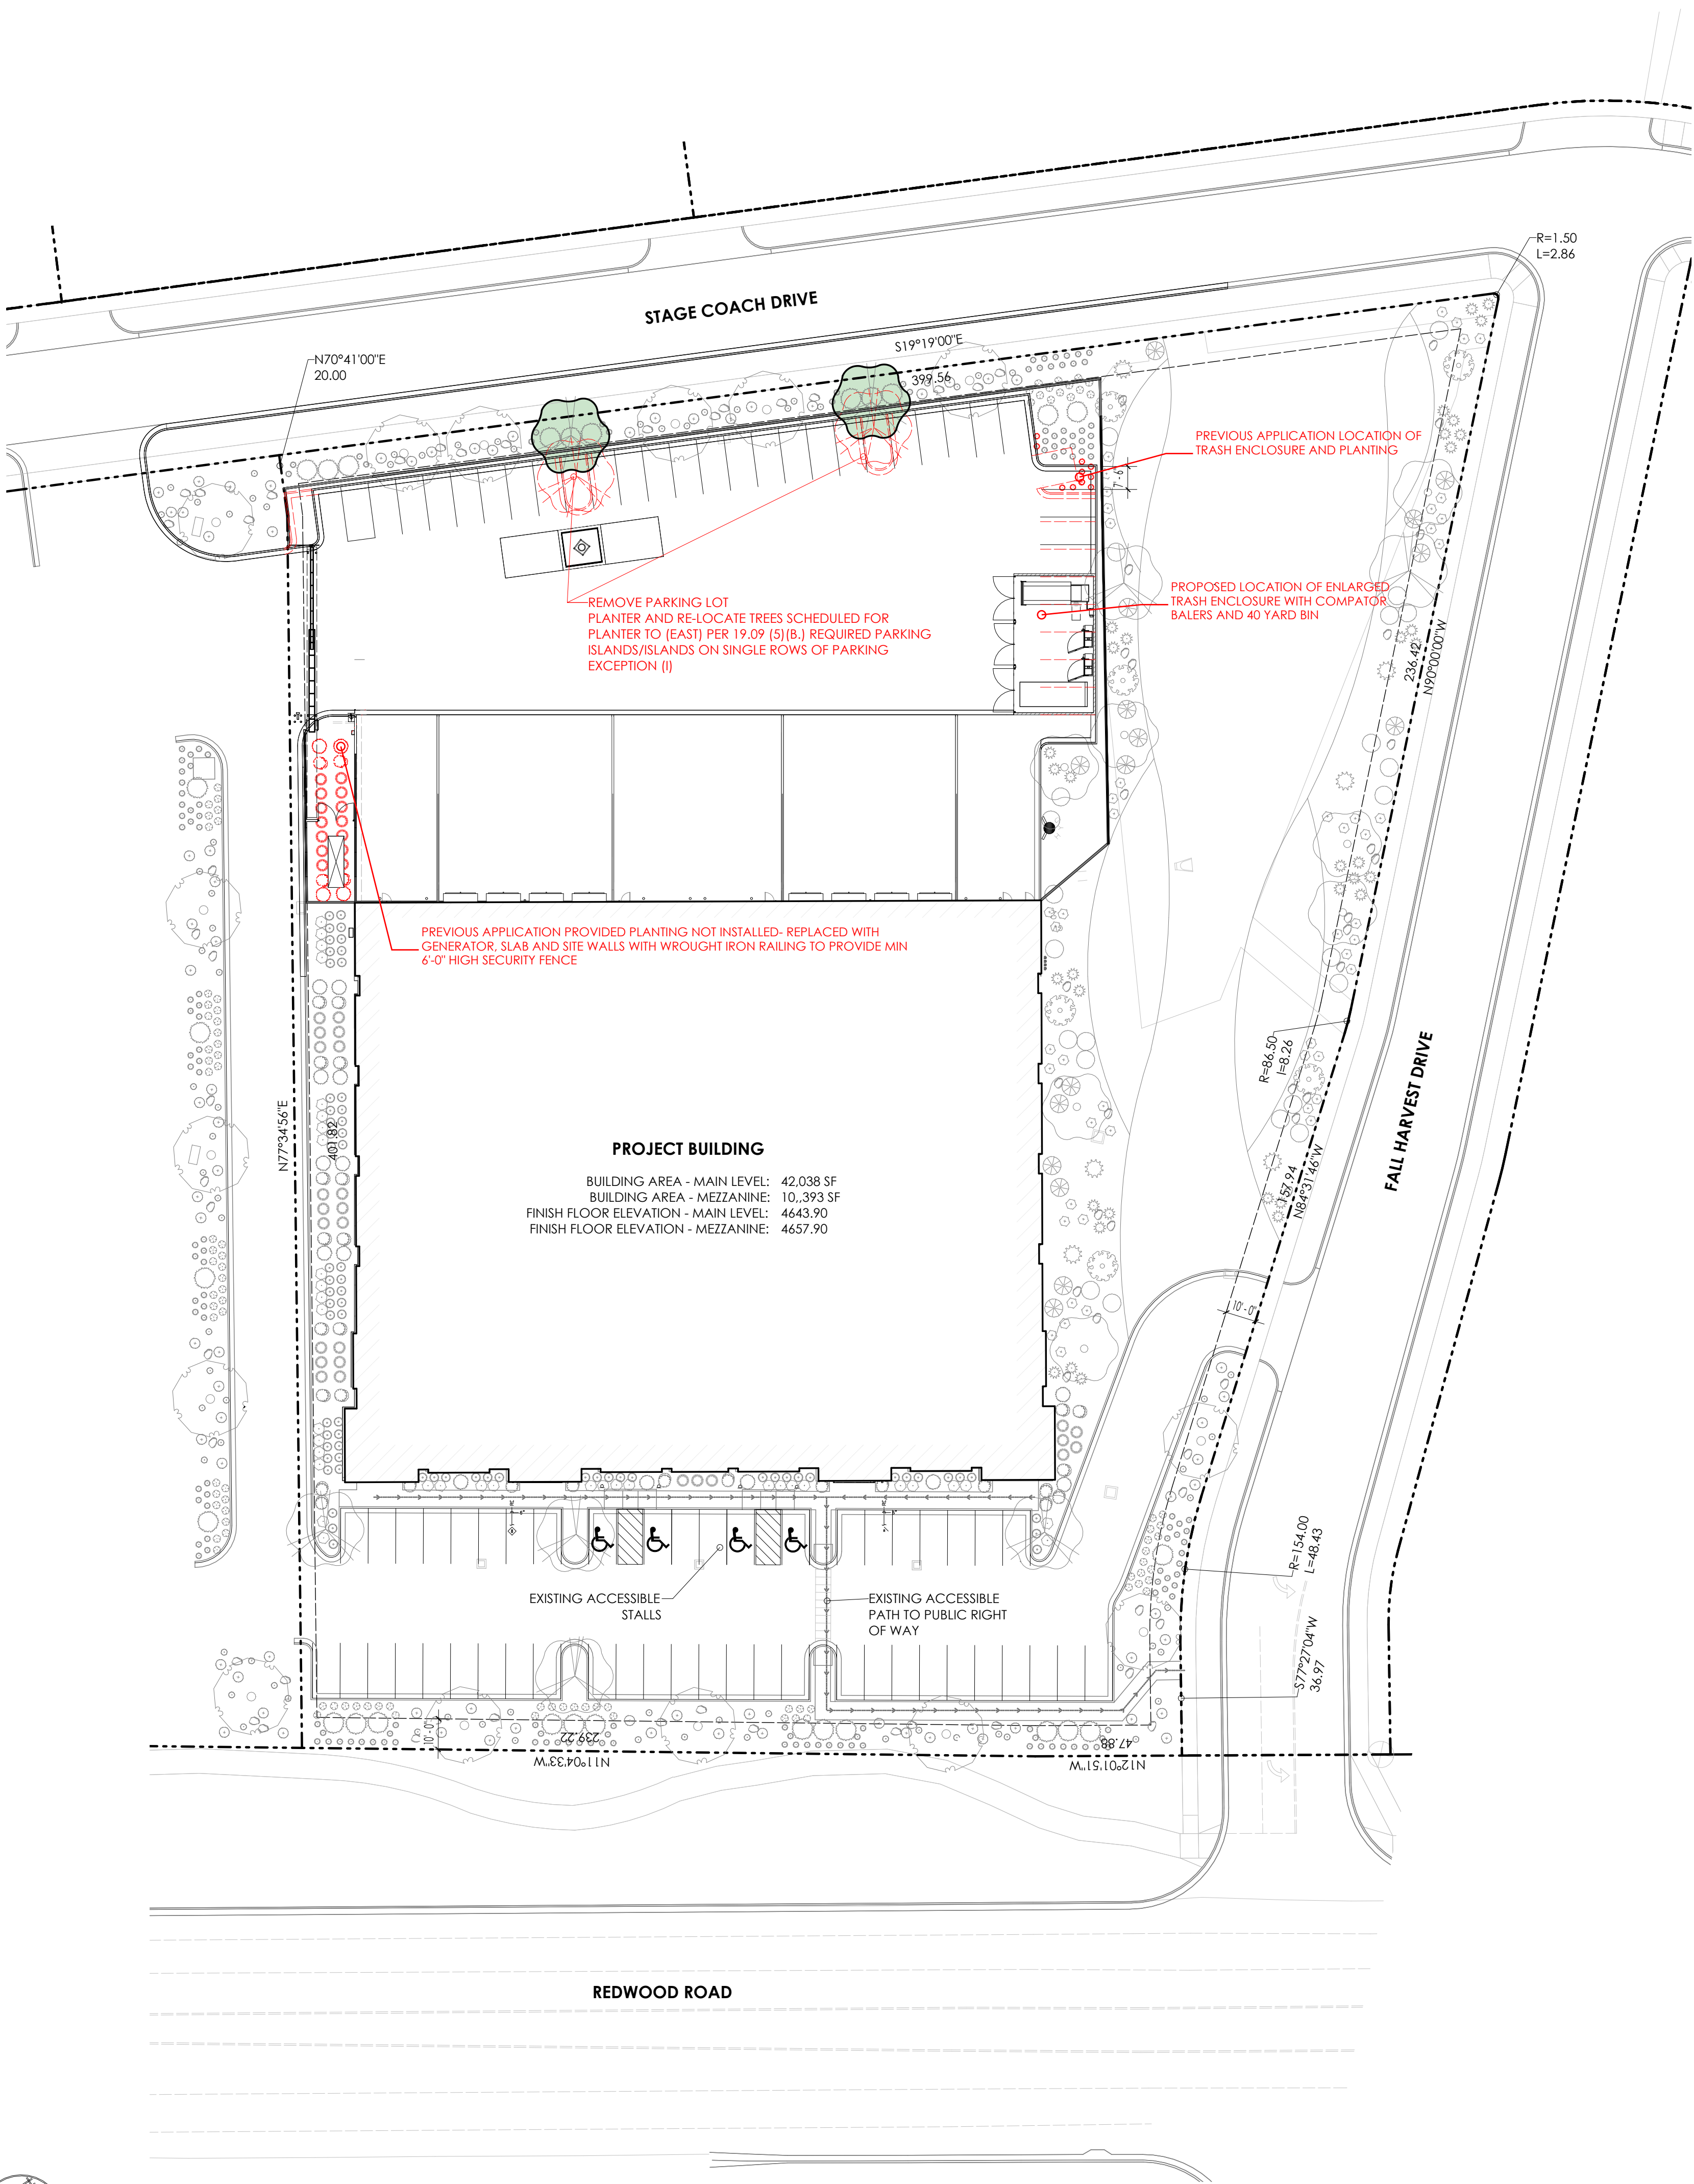 R=1.50
L=2.86
STAGE COACH DRIVE
S19°19'00"E
399.56
N70°41'00"E
20.00
PREVIOUS APPLICATION LOCATION OF
TRASH ENCLOSURE AND PLANTING
7'-6"
REMOVE PARKING LOT
PLANTER AND RE-LOCATE TREES SCHEDULED FOR
PLANTER TO (EAST) PER 19.09 (5)(B.) REQUIRED PARKING
ISLANDS/ISLANDS ON SINGLE ROWS OF PARKING
EXCEPTION (I)
PROPOSED LOCATION OF ENLARGED
TRASH ENCLOSURE WITH COMPATOR
BALERS AND 40 YARD BIN
236.42
N90°00'00"W
PREVIOUS APPLICATION PROVIDED PLANTING NOT INSTALLED- REPLACED WITH
GENERATOR, SLAB AND SITE WALLS WITH WROUGHT IRON RAILING TO PROVIDE MIN
6'-0" HIGH SECURITY FENCE
R=86.50
l=8.26
FALL HARVEST DRIVE
N77°34'56"E
401.82
PROJECT BUILDING
BUILDING AREA - MAIN LEVEL: 42,038 SF
BUILDING AREA - MEZZANINE: 10,,393 SF
FINISH FLOOR ELEVATION - MAIN LEVEL: 4643.90
FINISH FLOOR ELEVATION - MEZZANINE: 4657.90
157.94
N84°31'46"W
10'-0"
R=154.00
L=48.43
EXISTING ACCESSIBLE
STALLS
EXISTING ACCESSIBLE
PATH TO PUBLIC RIGHT
OF WAY
S77°27'04"W
36.97
10'-0"
239.22
N11°04'33"W
47.88
N12°01'51"W
REDWOOD ROAD